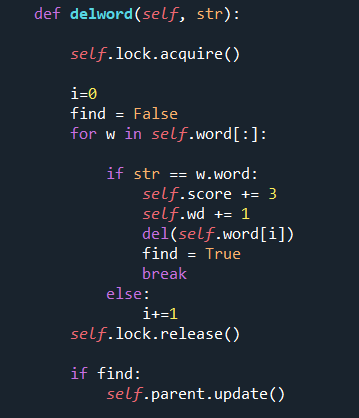 def delword(self, str):
self.lock.acquire()
i=0
find = False
for w in self.word[:]:
if str == w.word:
self.score += 3
self.wd += 1
del(self.word[i])
find = True
break
else:
i+=1
self.lock.release()
if find:
self.parent.update()